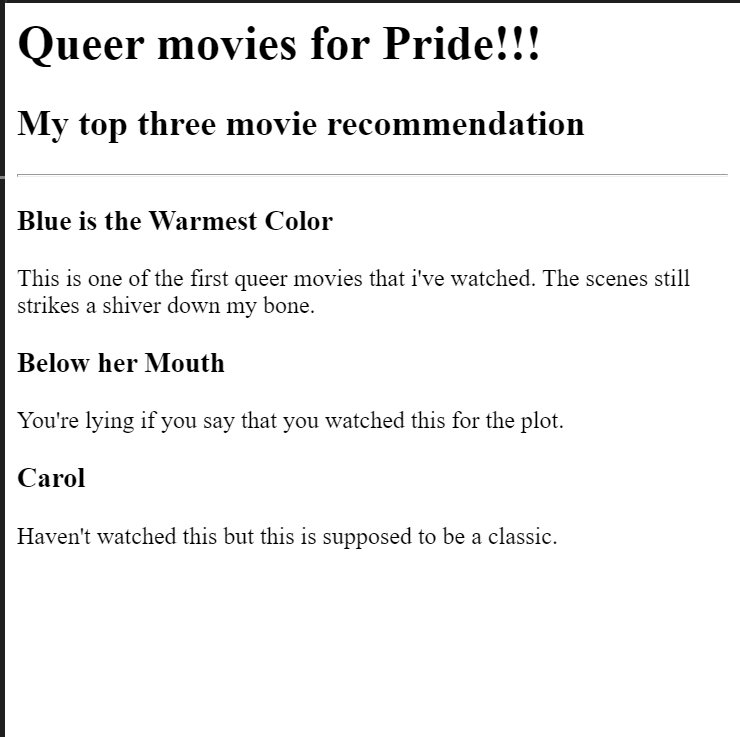 Queer movies for Pride!!!
My top three movie recommendation
Blue is the Warmest Color
This is one of the first queer movies that i've watched. The scenes still
strikes a shiver down my bone.
Below her Mouth
You're lying if you say that you watched this for the plot.
Carol
Haven't watched this but this is supposed to be a classic.